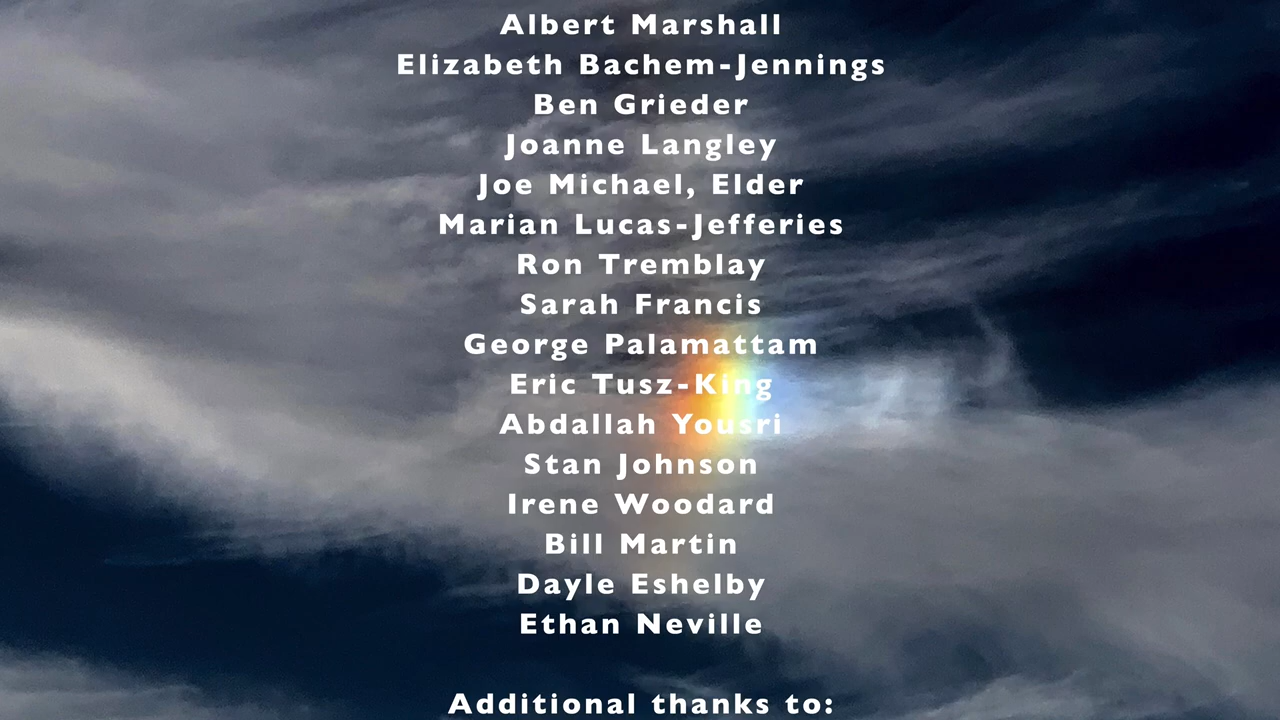 Albert Marshall
Elizabeth Bachem-Jennings
Ben Grieder
Joanne Langley
Joe Michael, Elder
Marian Lucas-Jefferies
Ron Tremblay
Sarah Francis
George Palamattam
Eric Tusz-King
Abdallah Yousri
Stan Johnson
Irene Woodard
Bill Martin
Dayle Eshelby
Ethan Neville
Additional thanks to: